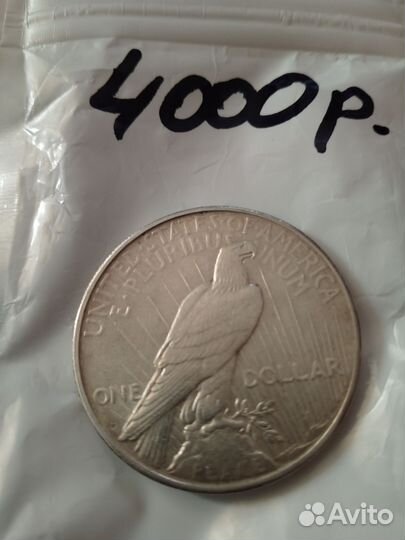 4000р.
UNITED STATES OF AMERICA
E·PLURIBUS UNUM
ONE DOLLAR
PEACE
Avito